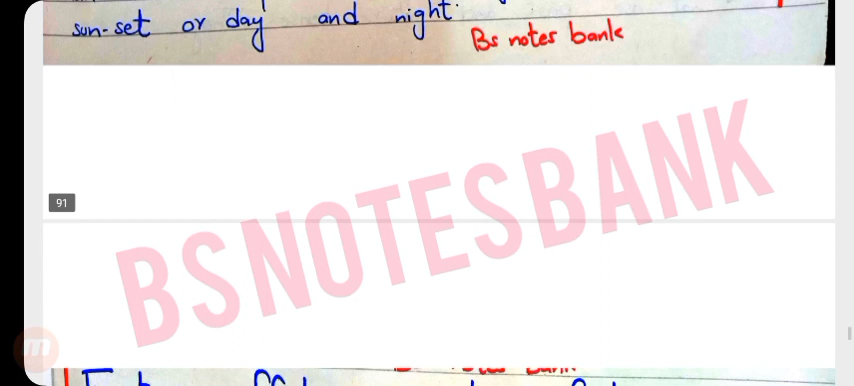 sun-set or day and night.
Bs notes bank
91
BSNOTESBANK
m